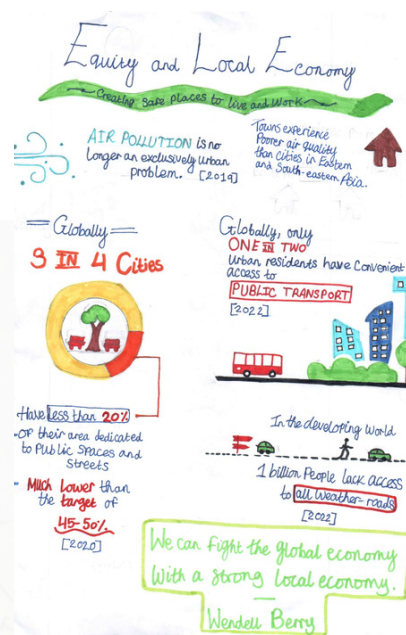 Equity and Local Economy
Creating safe places to live and work
AIR POLLUTION is no
longer an exclusively urban
problem. [2019]
Towns experience
Poorer air quality
than cities in Eastern
and South-eastern Asia.
Globally
3 IN 4 Cities
Have less than 20%
of their area dedicated
to Public Spaces and
Streets
Much Lower than
the target of
45-50%.
[2020]
Globally, only
ONE IN TWO
Urban residents have Convenient
access to
PUBLIC TRANSPORT
[2022]
In the developing World
1 billion People lack access
to all weather-roads
[2022]
We can fight the global economy
With a strong local economy.
—
Wendell Berry